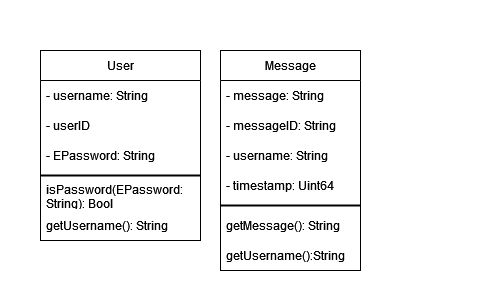 User
- username: String
- userID
- EPassword: String
isPassword(EPassword:
String): Bool
getUsername(): String
Message
- message: String
- messageID: String
- username: String
- timestamp: Uint64
getMessage(): String
getUsername():String